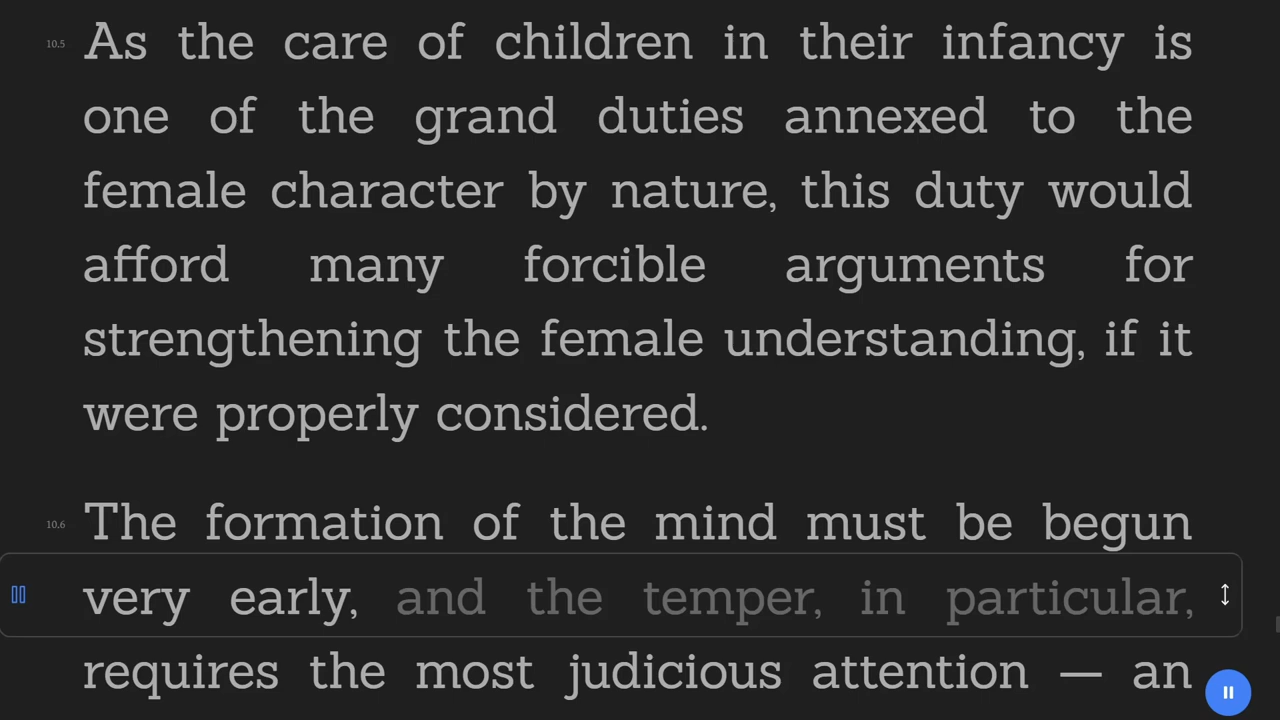 10.5 As the care of children in their infancy is
one of the grand duties annexed to the
female character by nature, this duty would
afford many forcible arguments for
strengthening the female understanding, if it
were properly considered.
10.6 The formation of the mind must be begun
very early, and the temper, in particular,
requires the most judicious attention — an